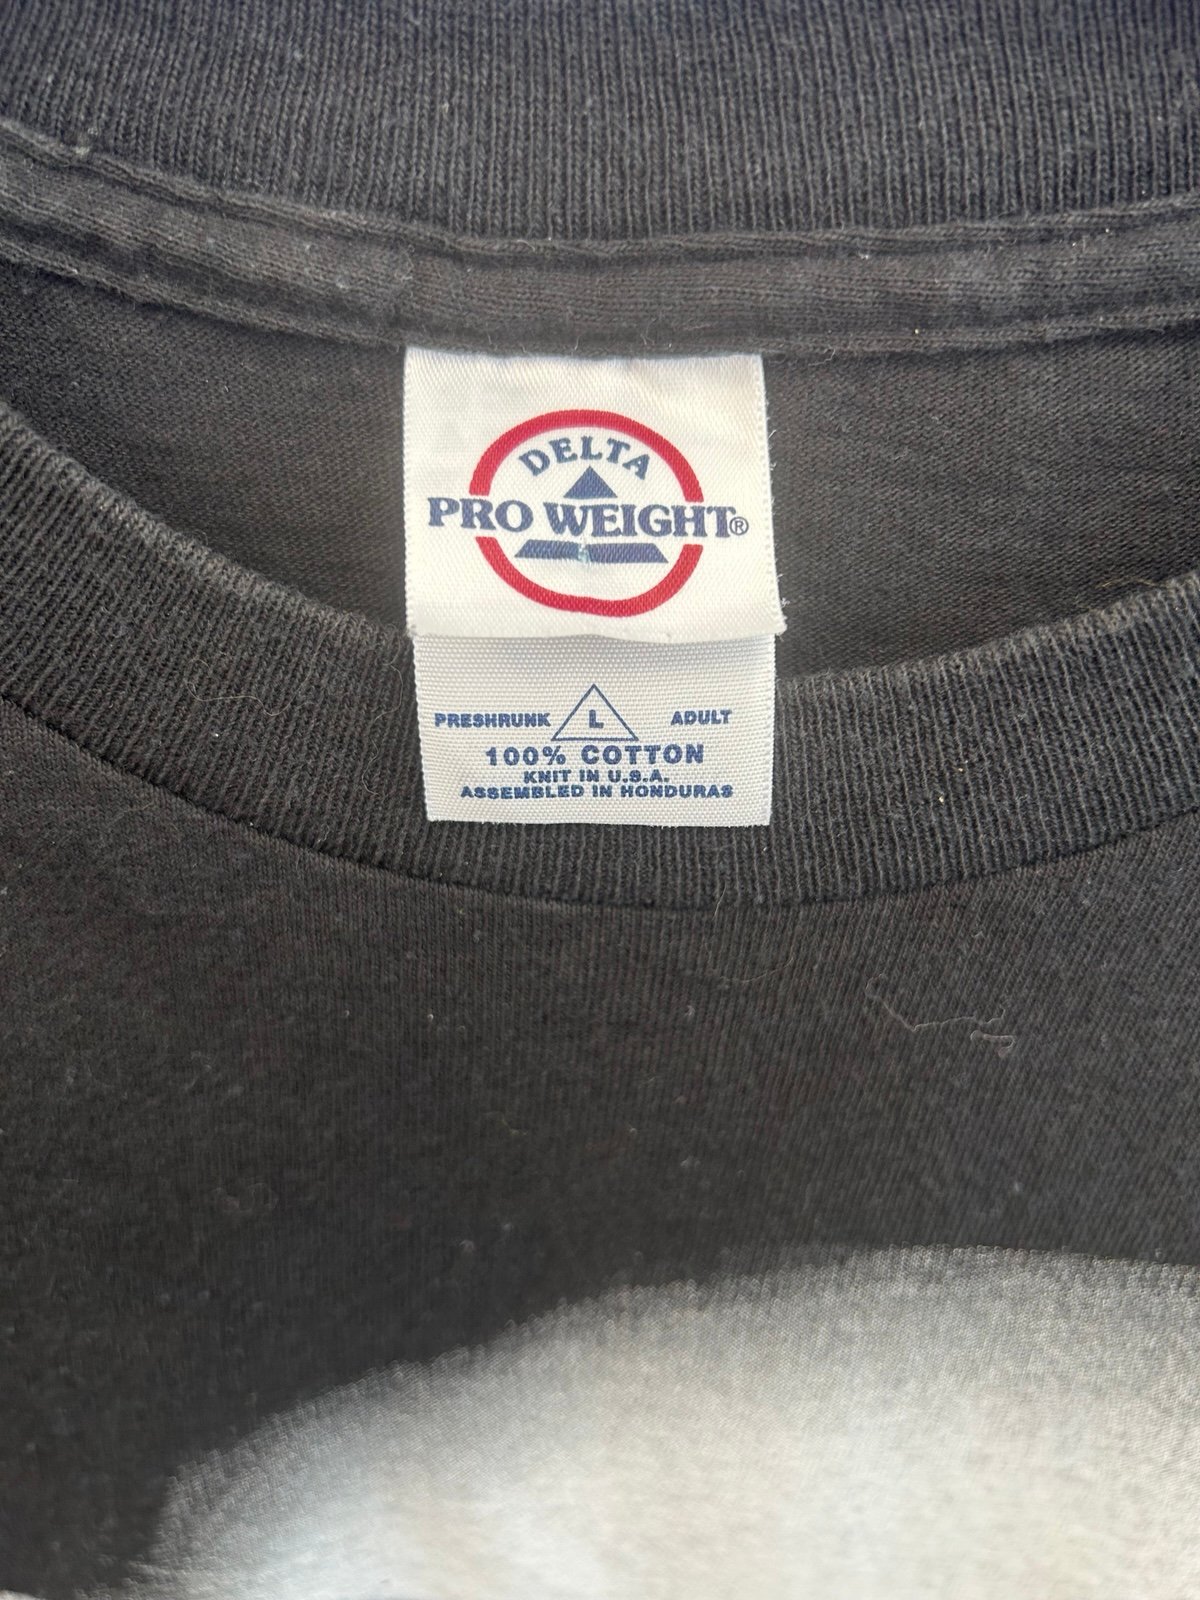 DELTA
PRO WEIGHT®
PRESHRUNK L ADULT
100% COTTON
KNIT IN U.S.A.
ASSEMBLED IN HONDURAS